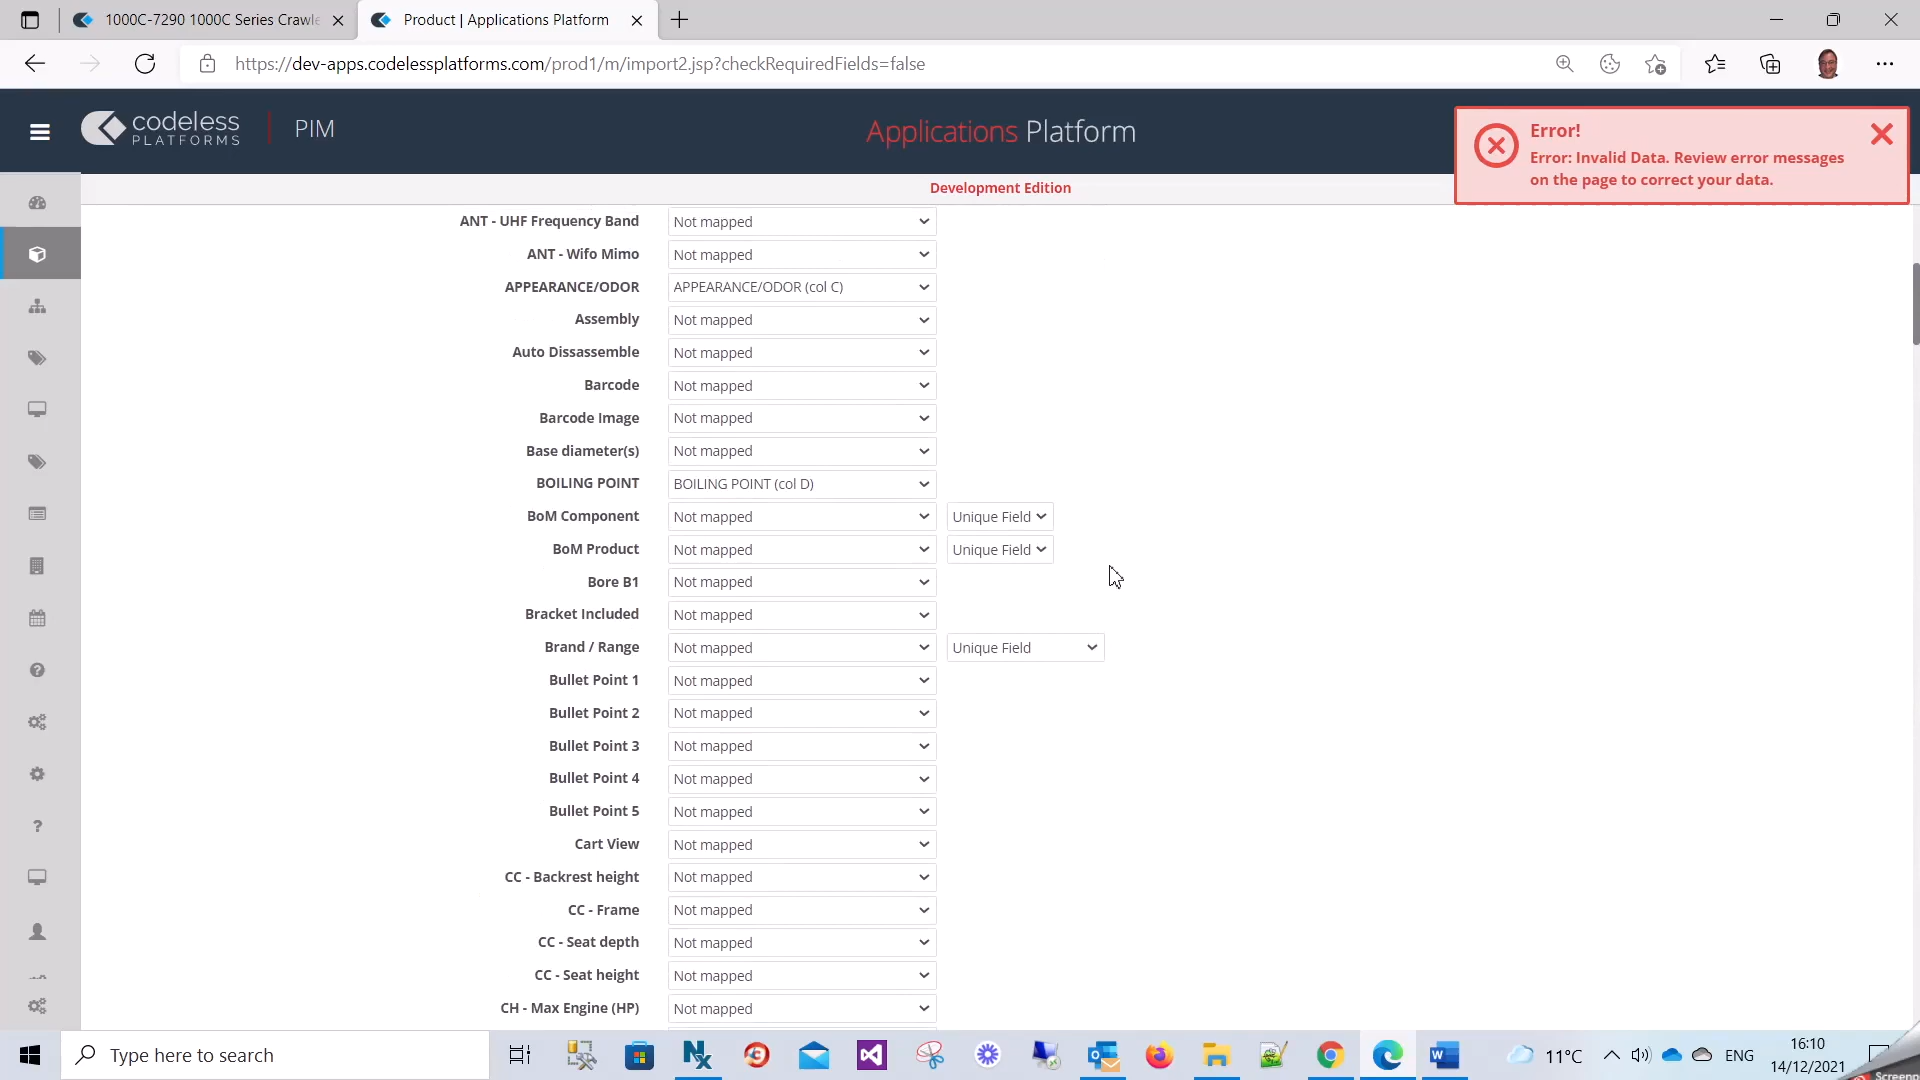 1000C-7290 1000C Series Crawle
Product | Applications Platform
https://dev-apps.codelessplatforms.com/prod1/m/import2.jsp?checkRequiredFields=false
codeless
PLATFORMS
PIM
Applications Platform
Error!
Error: Invalid Data. Review error messages
on the page to correct your data.
Development Edition
ANT - UHF Frequency Band Not mapped
ANT - Wifo Mimo Not mapped
APPEARANCE/ODOR APPEARANCE/ODOR (col C)
Assembly Not mapped
Auto Dissassemble Not mapped
Barcode Not mapped
Barcode Image Not mapped
Base diameter(s) Not mapped
BOILING POINT BOILING POINT (col D)
BoM Component Not mapped Unique Field
BoM Product Not mapped Unique Field
Bore B1 Not mapped
Bracket Included Not mapped
Brand / Range Not mapped Unique Field
Bullet Point 1 Not mapped
Bullet Point 2 Not mapped
Bullet Point 3 Not mapped
Bullet Point 4 Not mapped
Bullet Point 5 Not mapped
Cart View Not mapped
CC - Backrest height Not mapped
CC - Frame Not mapped
CC - Seat depth Not mapped
CC - Seat height Not mapped
CH - Max Engine (HP) Not mapped
Type here to search
11°C
ENG
16:10
14/12/2021